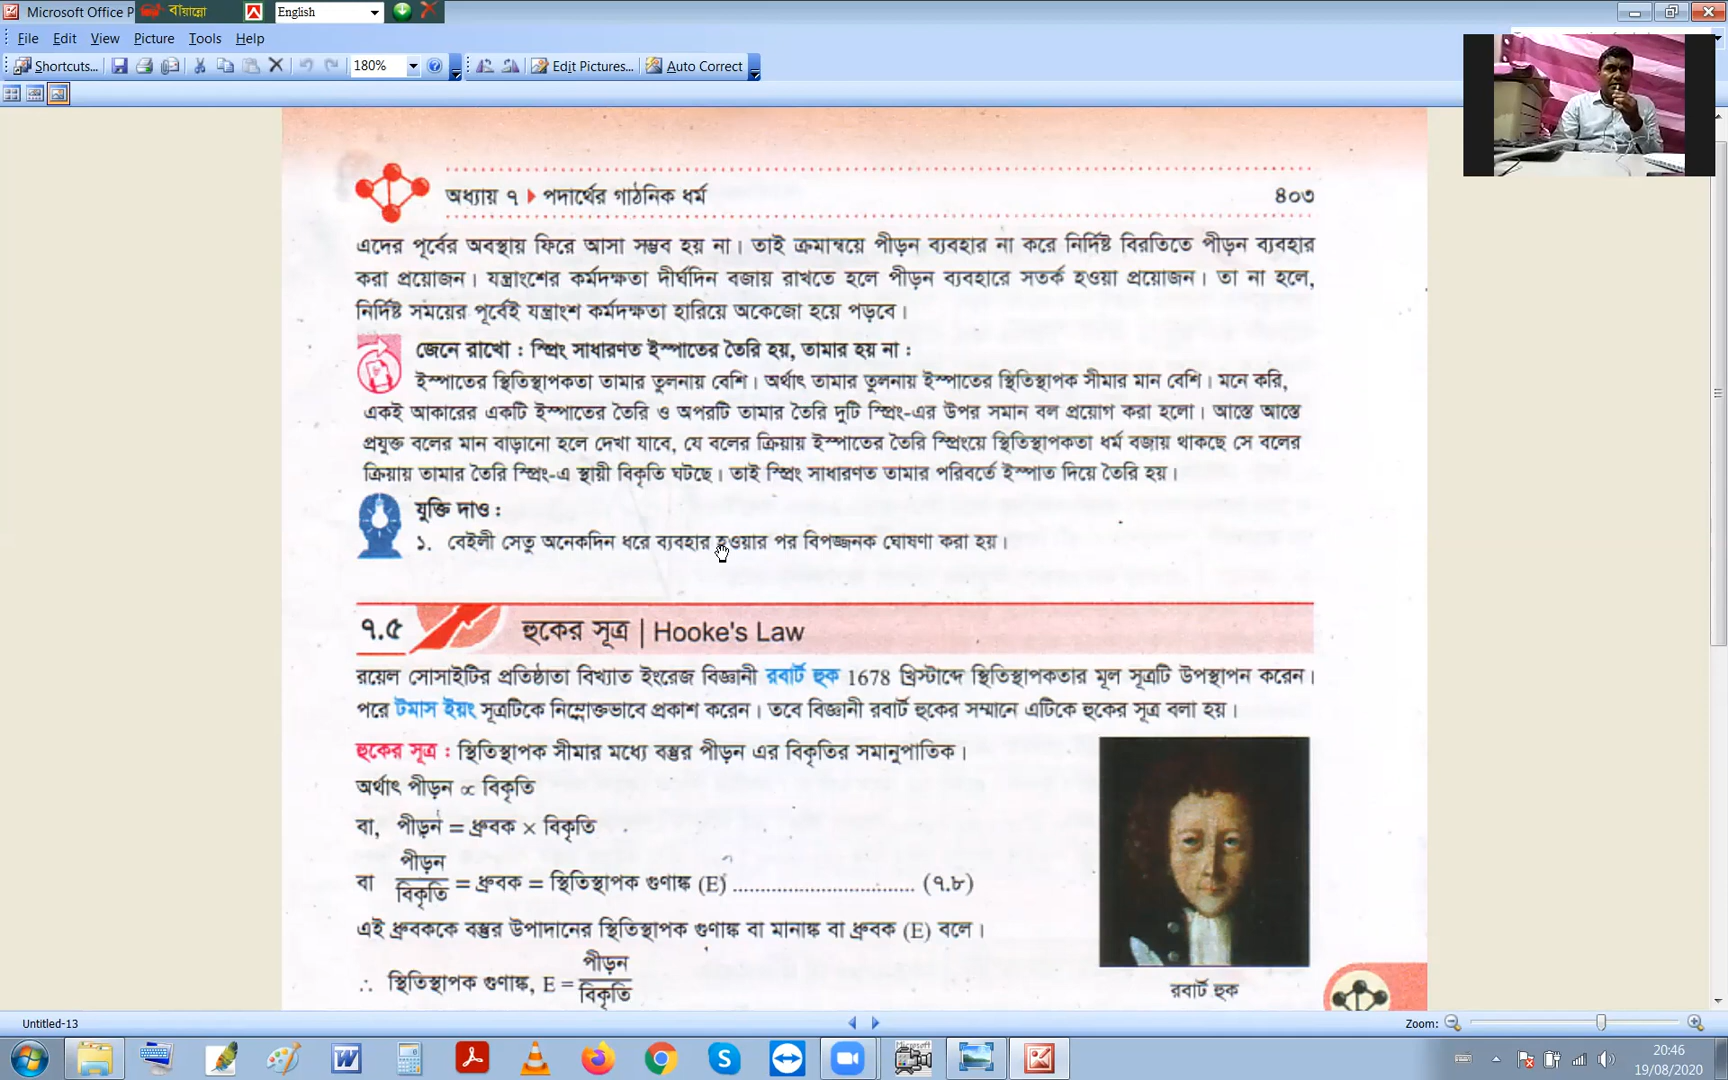 Microsoft Office P
বায়ান্নো
English
File Edit View Picture Tools Help
Shortcuts...
180%
Edit Pictures...
Auto Correct
অধ্যায় ৭ পদার্থের গাঠনিক ধর্ম
৪০৩
এদের পূর্বের অবস্থায় ফিরে আসা সম্ভব হয় না। তাই ক্রমান্বয়ে পীড়ন ব্যবহার না করে নির্দিষ্ট বিরতিতে পীড়ন ব্যবহার
করা প্রয়োজন। যন্ত্রাংশের কর্মদক্ষতা দীর্ঘদিন বজায় রাখতে হলে পীড়ন ব্যবহারে সতর্ক হওয়া প্রয়োজন। তা না হলে,
নির্দিষ্ট সময়ের পূর্বেই যন্ত্রাংশ কর্মদক্ষতা হারিয়ে অকেজো হয়ে পড়বে।
জেনে রাখো : স্প্রিং সাধারণত ইস্পাতের তৈরি হয়, তামার হয় না :
ইস্পাতের স্থিতিস্থাপকতা তামার তুলনায় বেশি। অর্থাৎ তামার তুলনায় ইস্পাতের স্থিতিস্থাপক সীমার মান বেশি। মনে করি,
একই আকারের একটি ইস্পাতের তৈরি ও অপরটি তামার তৈরি দুটি স্প্রিং-এর উপর সমান বল প্রয়োগ করা হলো। আস্তে আস্তে
প্রযুক্ত বলের মান বাড়ানো হলে দেখা যাবে, যে বলের ক্রিয়ায় ইস্পাতের তৈরি স্প্রিংয়ে স্থিতিস্থাপকতা ধর্ম বজায় থাকছে সে বলের
ক্রিয়ায় তামার তৈরি স্প্রিং-এ স্থায়ী বিকৃতি ঘটছে। তাই স্প্রিং সাধারণত তামার পরিবর্তে ইস্পাত দিয়ে তৈরি হয়।
যুক্তি দাও :
১. বেইলী সেতু অনেকদিন ধরে ব্যবহার হওয়ার পর বিপজ্জনক ঘোষণা করা হয়।
৭.৫ হুকের সূত্র | Hooke's Law
রয়েল সোসাইটির প্রতিষ্ঠাতা বিখ্যাত ইংরেজ বিজ্ঞানী রবার্ট হুক 1678 খ্রিস্টাব্দে স্থিতিস্থাপকতার মূল সূত্রটি উপস্থাপন করেন।
পরে টমাস ইয়ং সূত্রটিকে নিম্নোক্তভাবে প্রকাশ করেন। তবে বিজ্ঞানী রবার্ট হুকের সম্মানে এটিকে হুকের সূত্র বলা হয়।
হুকের সূত্র : স্থিতিস্থাপক সীমার মধ্যে বস্তুর পীড়ন এর বিকৃতির সমানুপাতিক।
অর্থাৎ পীড়ন ∝ বিকৃতি
বা, পীড়ন = ধ্রুবক × বিকৃতি
বা পীড়ন/বিকৃতি = ধ্রুবক = স্থিতিস্থাপক গুণাঙ্ক (E) ................................ (৭.৮)
এই ধ্রুবককে বস্তুর উপাদানের স্থিতিস্থাপক গুণাঙ্ক বা মানাঙ্ক বা ধ্রুবক (E) বলে।
∴ স্থিতিস্থাপক গুণাঙ্ক, E = পীড়ন/বিকৃতি
রবার্ট হুক
Untitled-13
Zoom:
20:46
19/08/2020